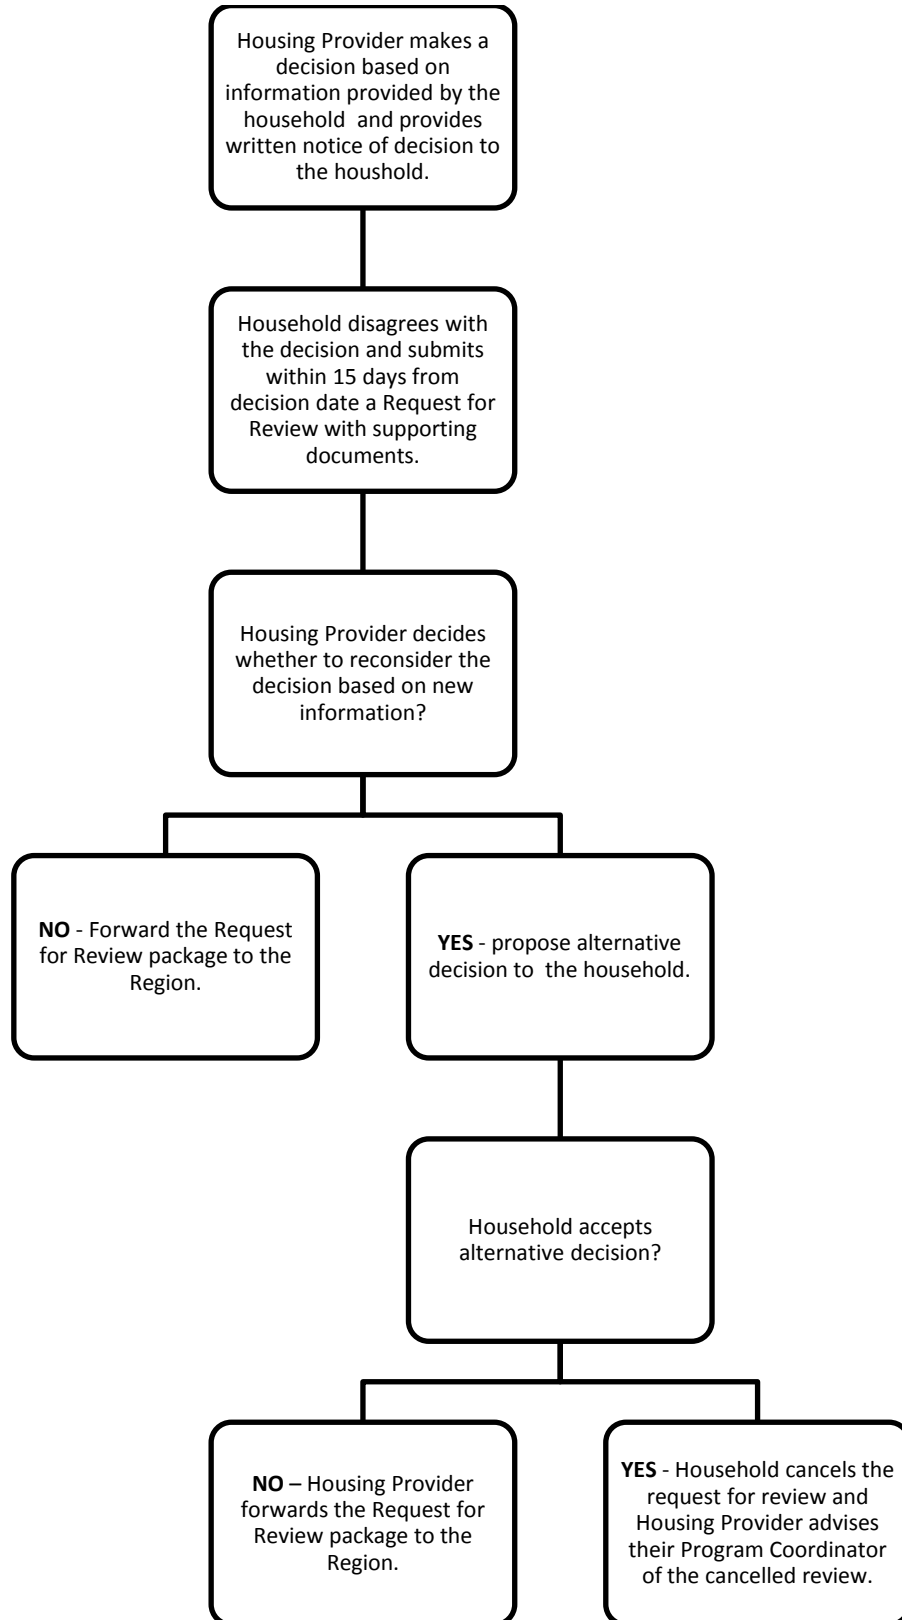 Housing Provider makes a
decision based on
information provided by the
household  and provides
written notice of decision to
the houshold.
Household disagrees with
the decision and submits
within 15 days from
decision date a Request for
Review with supporting
documents.
Housing Provider decides
whether to reconsider the
decision based on new
information?
NO - Forward the Request
for Review package to the
Region.
YES - propose alternative
decision to  the household.
Household accepts
alternative decision?
NO – Housing Provider
forwards the Request for
Review package to the
Region.
YES - Household cancels the
request for review and
Housing Provider advises
their Program Coordinator
of the cancelled review.